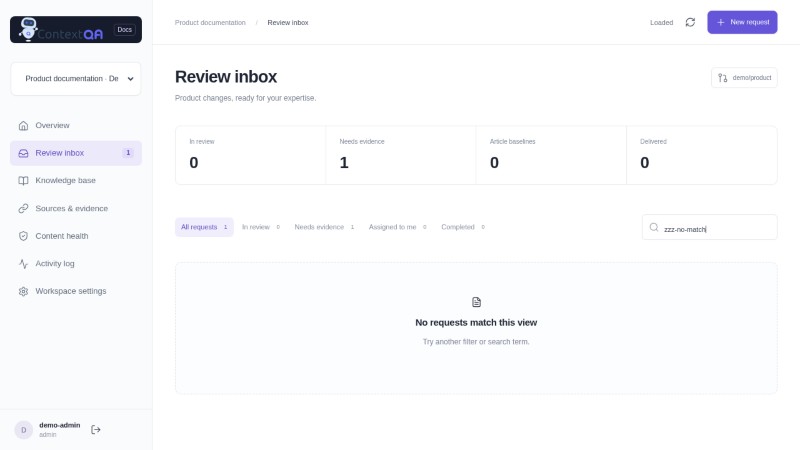 ContextQA Docs
Product documentation · De
Overview
Review inbox 1
Knowledge base
Sources & evidence
Content health
Activity log
Workspace settings
D demo-admin
admin
Product documentation / Review inbox
Loaded
New request
Review inbox
demo/product
Product changes, ready for your expertise.
In review
0
Needs evidence
1
Article baselines
0
Delivered
0
All requests 1 In review 0 Needs evidence 1 Assigned to me 0 Completed 0
zzz-no-match
No requests match this view
Try another filter or search term.